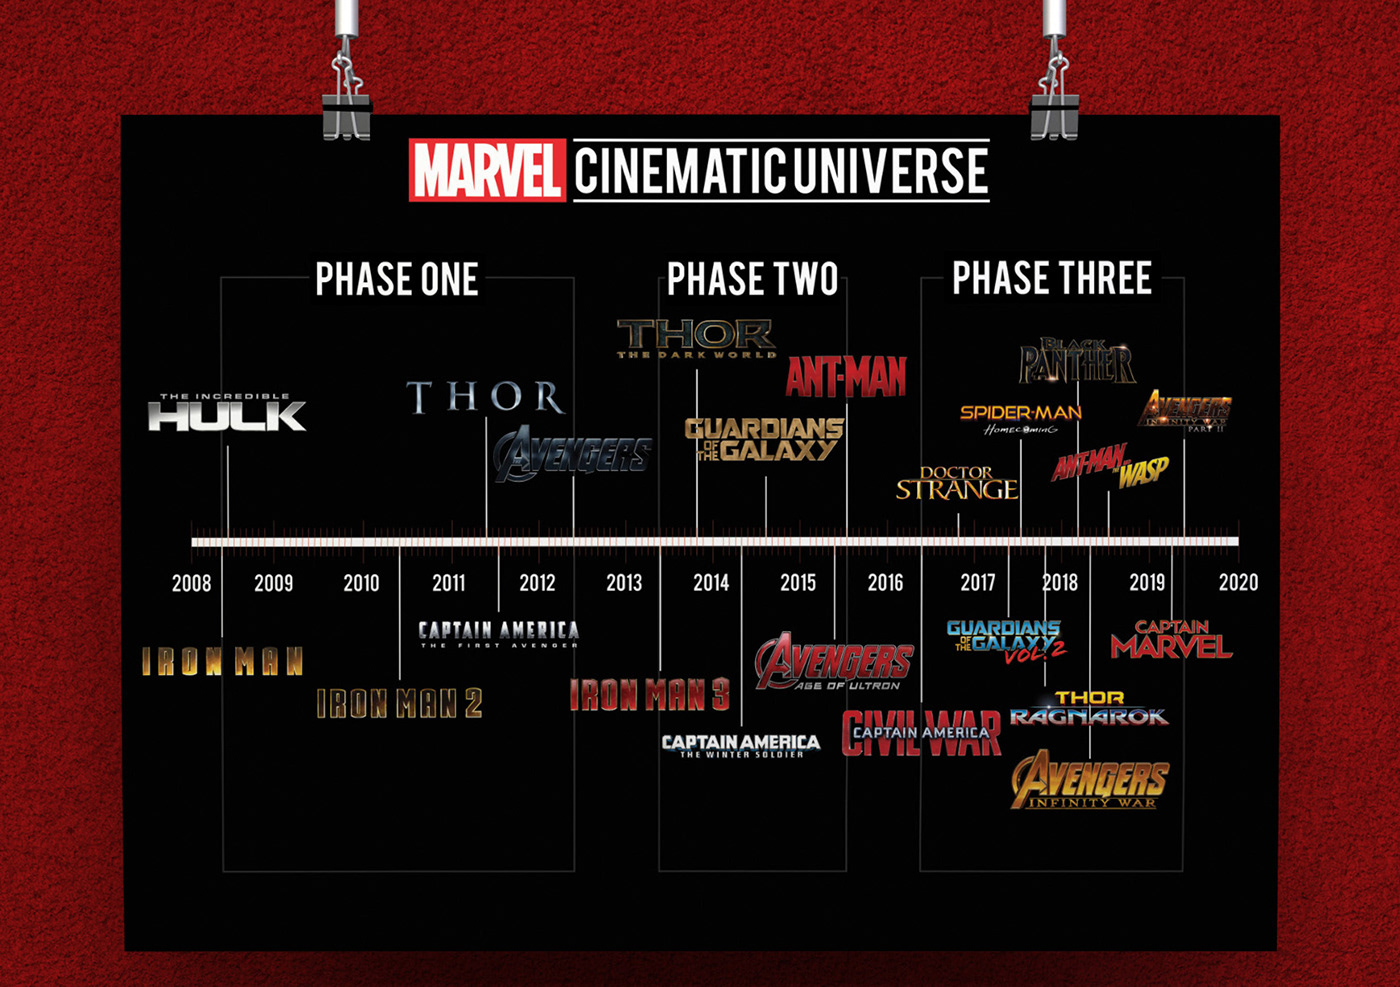 MARVEL CINEMATIC UNIVERSE
PHASE ONE
PHASE TWO
PHASE THREE
THOR
THE DARK WORLD
BLACK
PANTHER
ANT-MAN
THE INCREDIBLE
HULK
THOR
AVENGERS
GUARDIANS
OF THE GALAXY
SPIDER-MAN
HomecominG
AVENGERS
INFINITY WAR
PART II
DOCTOR
STRANGE
ANT-MAN AND THE WASP
2008 2009 2010 2011 2012 2013 2014 2015 2016 2017 2018 2019 2020
IRON MAN
CAPTAIN AMERICA
THE FIRST AVENGER
IRON MAN 2
IRON MAN 3
AVENGERS
AGE OF ULTRON
CAPTAIN AMERICA
THE WINTER SOLDIER
CIVIL WAR
CAPTAIN AMERICA
GUARDIANS
OF THE GALAXY
VOL. 2
CAPTAIN
MARVEL
THOR
RAGNAROK
AVENGERS
INFINITY WAR